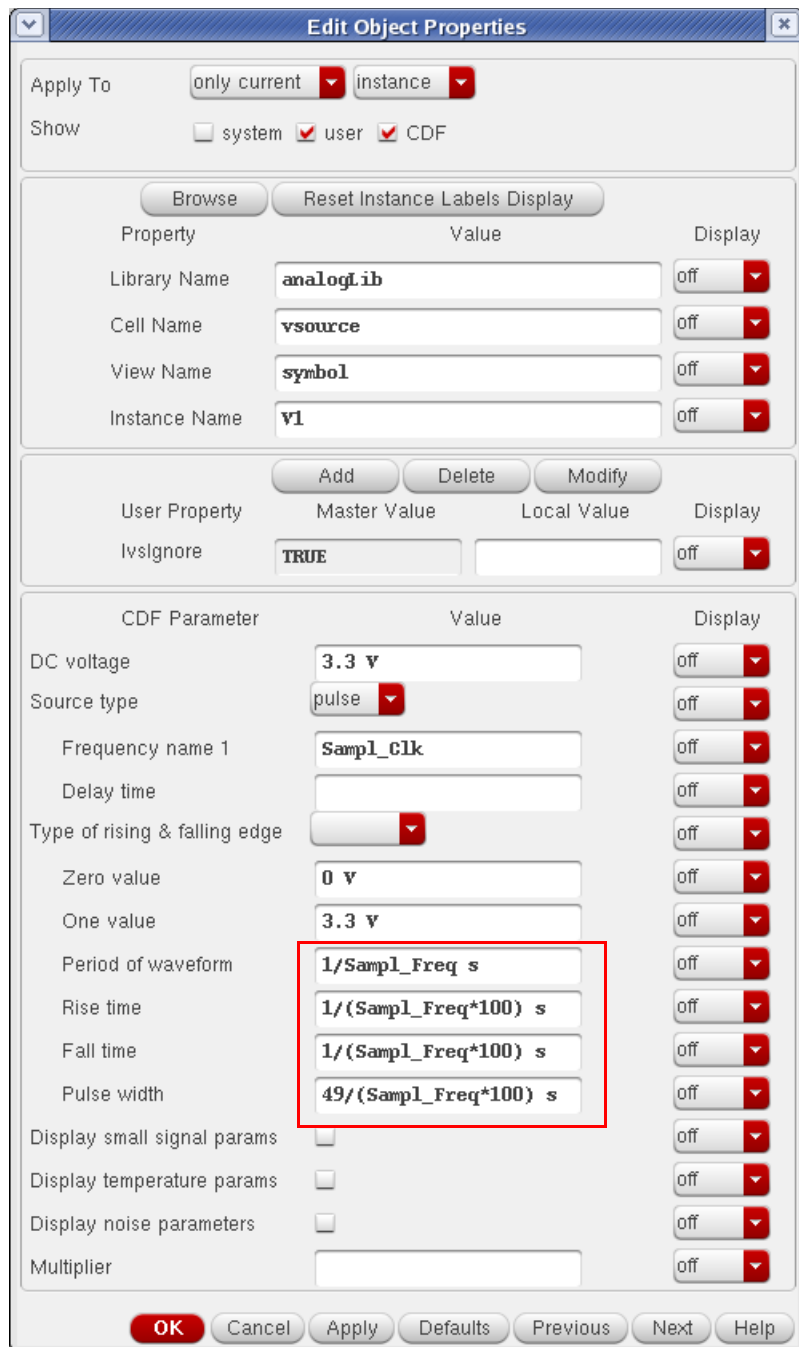 Edit Object Properties
Apply To only current instance
Show system user CDF
Browse Reset Instance Labels Display
Property Value Display
Library Name analogLib off
Cell Name vsource off
View Name symbol off
Instance Name V1 off
Add Delete Modify
User Property Master Value Local Value Display
lvsIgnore TRUE off
CDF Parameter Value Display
DC voltage 3.3 V off
Source type pulse off
Frequency name 1 Sampl_Clk off
Delay time off
Type of rising & falling edge off
Zero value 0 V off
One value 3.3 V off
Period of waveform 1/Sampl_Freq s off
Rise time 1/(Sampl_Freq*100) s off
Fall time 1/(Sampl_Freq*100) s off
Pulse width 49/(Sampl_Freq*100) s off
Display small signal params off
Display temperature params off
Display noise parameters off
Multiplier off
OK Cancel Apply Defaults Previous Next Help